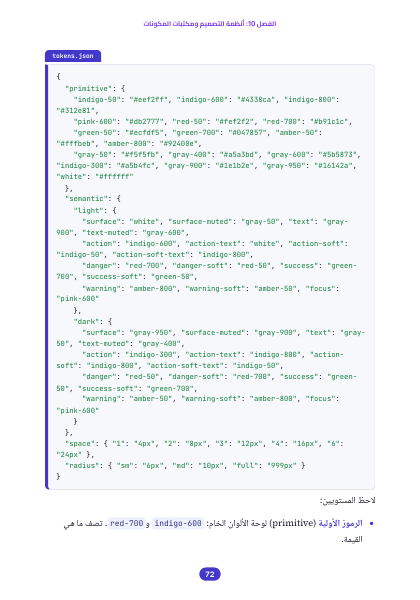 الفصل 10: أنظمة التصميم ومكتبات المكونات
tokens.json
{
"primitive": {
"indigo-50": "#eef2ff", "indigo-600": "#4338ca", "indigo-800":
"#312e81",
"pink-600": "#db2777", "red-50": "#fef2f2", "red-700": "#b91c1c",
"green-50": "#ecfdf5", "green-700": "#047857", "amber-50":
"#fffbeb", "amber-800": "#92400e",
"gray-50": "#f5f5fb", "gray-400": "#a5a3bd", "gray-600": "#5b5873",
"indigo-300": "#a5b4fc", "gray-900": "#1e1b2e", "gray-950": "#16142a",
"white": "#ffffff"
},
"semantic": {
"light": {
"surface": "white", "surface-muted": "gray-50", "text": "gray-
900", "text-muted": "gray-600",
"action": "indigo-600", "action-text": "white", "action-soft":
"indigo-50", "action-soft-text": "indigo-800",
"danger": "red-700", "danger-soft": "red-50", "success": "green-
700", "success-soft": "green-50",
"warning": "amber-800", "warning-soft": "amber-50", "focus":
"pink-600"
},
"dark": {
"surface": "gray-950", "surface-muted": "gray-900", "text": "gray-
50", "text-muted": "gray-400",
"action": "indigo-300", "action-text": "indigo-800", "action-
soft": "indigo-800", "action-soft-text": "indigo-50",
"danger": "red-50", "danger-soft": "red-700", "success": "green-
50", "success-soft": "green-700",
"warning": "amber-50", "warning-soft": "amber-800", "focus":
"pink-600"
}
},
"space": { "1": "4px", "2": "8px", "3": "12px", "4": "16px", "6":
"24px" },
"radius": { "sm": "6px", "md": "10px", "full": "999px" }
}
لاحظ المستويين:
• الرموز الأولية (primitive) لوحة الألوان الخام: indigo-600 و red-700. تصف ما هي
القيمة.
72